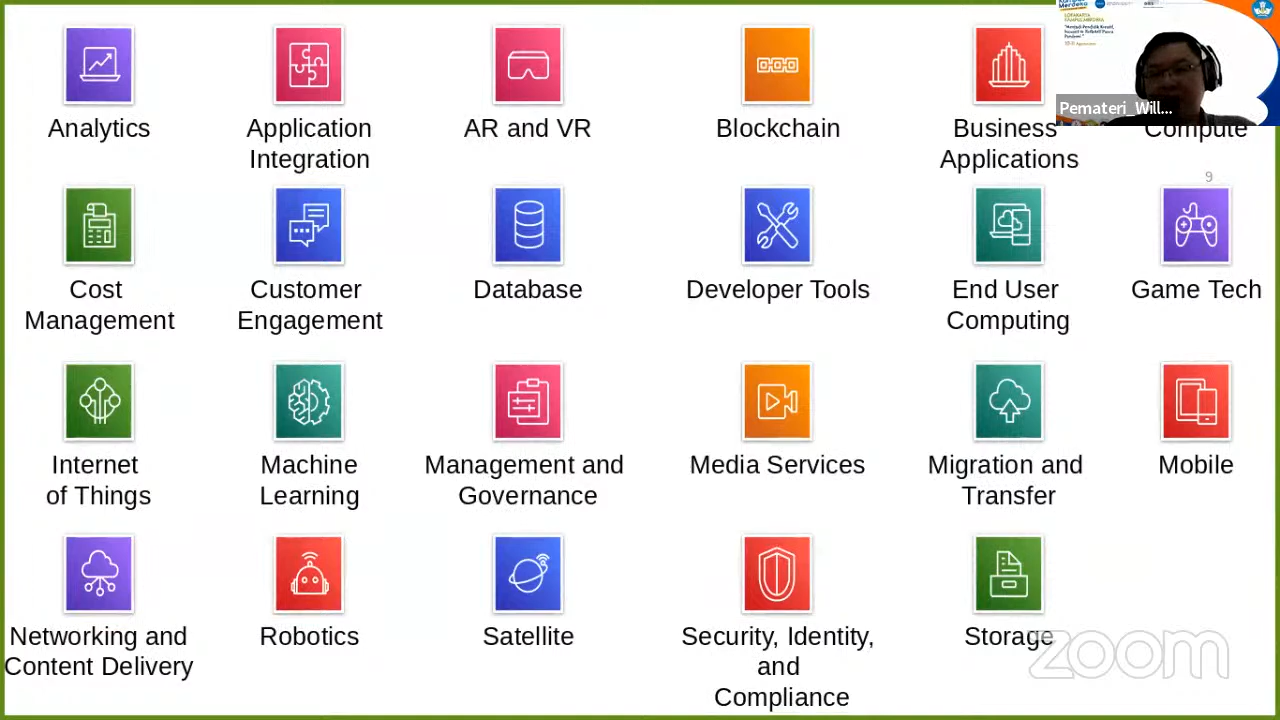 Analytics
Application
Integration
AR and VR
Blockchain
Business
Applications
Compute
Pemateri_Will...
9
Cost
Management
Customer
Engagement
Database
Developer Tools
End User
Computing
Game Tech
Internet
of Things
Machine
Learning
Management and
Governance
Media Services
Migration and
Transfer
Mobile
Networking and
Content Delivery
Robotics
Satellite
Security, Identity,
and
Compliance
Storage
zoom